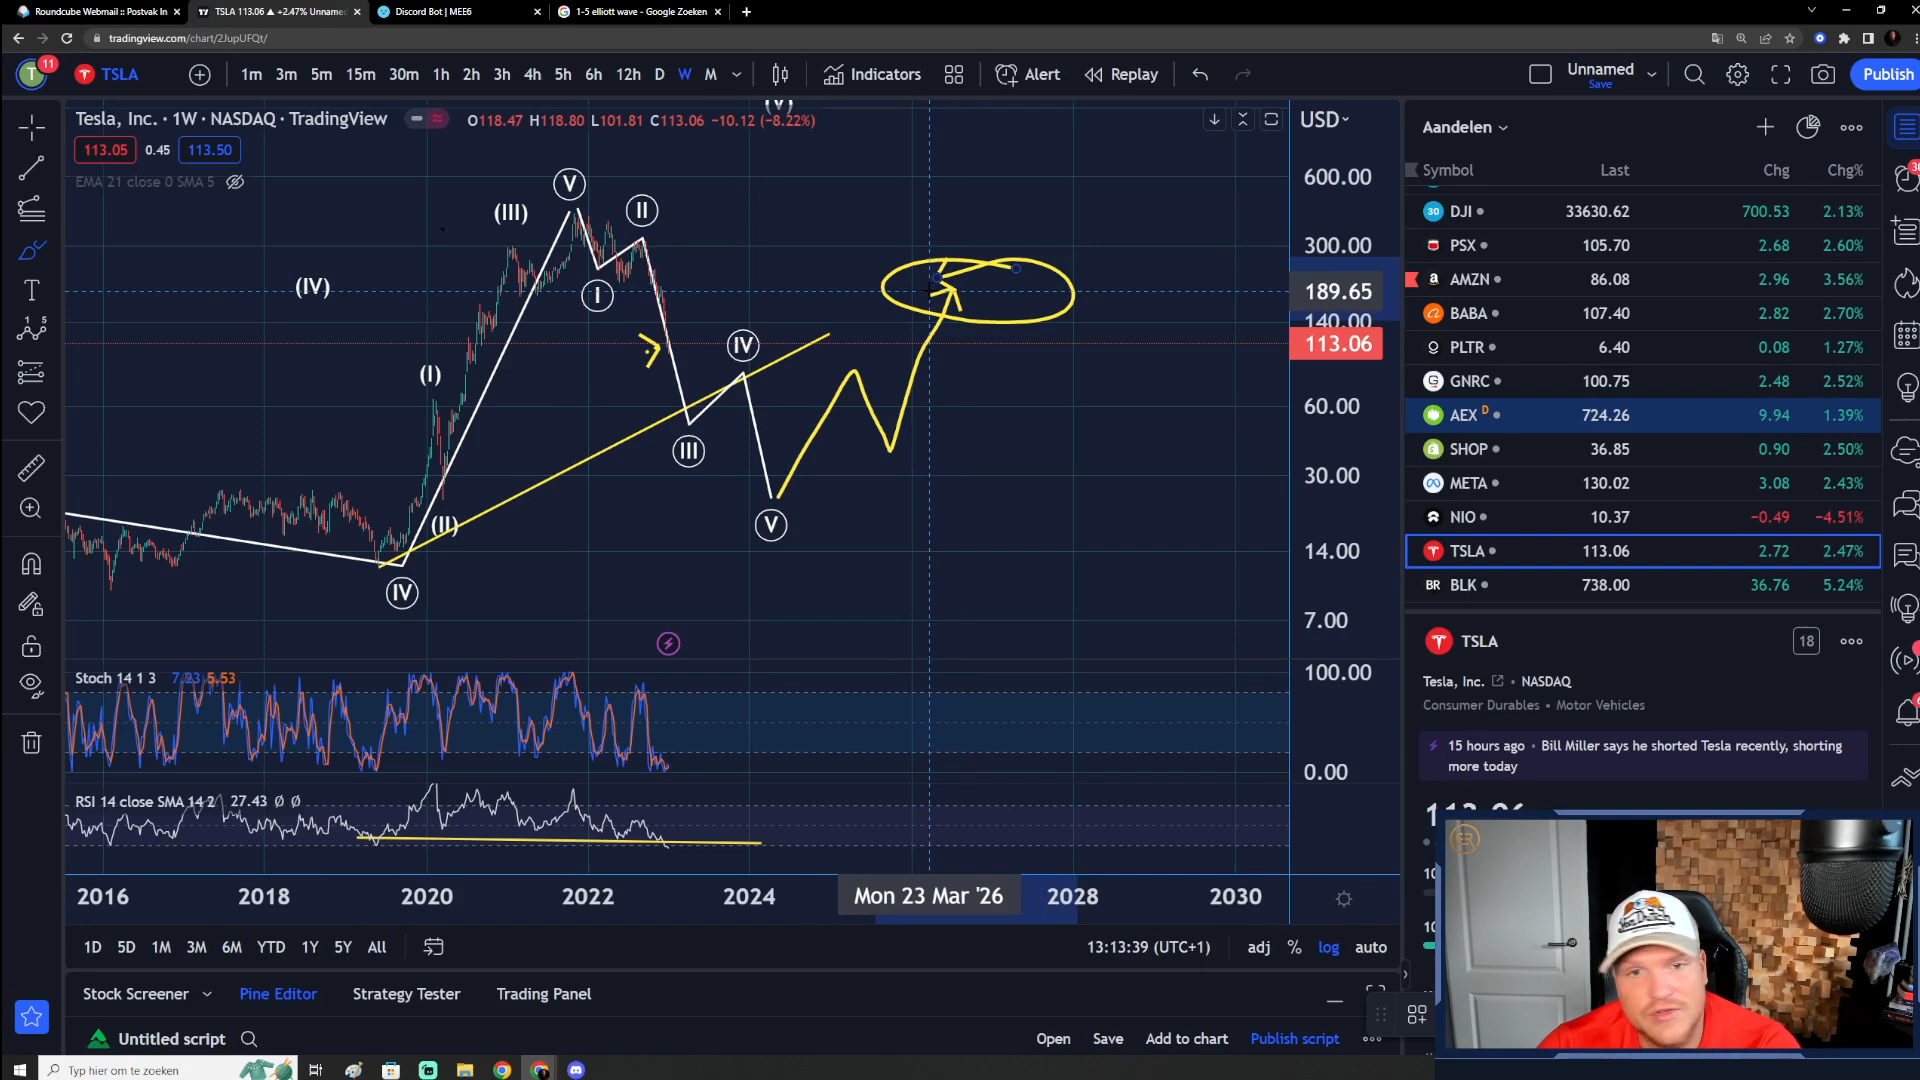 Roundcube Webmail :: Postvak In
TSLA 113.06 ▲ +2.47% Unnamed
Discord Bot | MEE6
1-5 elliott wave - Google Zoeken
tradingview.com/chart/2JupUFQt/
T
11
TSLA
1m 3m 5m 15m 30m 1h 2h 3h 4h 5h 6h 12h D W M
Indicators
Alert
Replay
Unnamed
Save
Publish
Tesla, Inc. · 1W · NASDAQ · TradingView
O118.47 H118.80 L101.81 C113.06 −10.12 (−8.22%)
113.05 0.45 113.50
EMA 21 close 0 SMA 5
USD
(V)
V
(III)
II
I
(IV)
(I)
IV
III
(II)
V
IV
600.00
300.00
189.65
140.00
113.06
60.00
30.00
14.00
7.00
Stoch 14 1 3 7.23 5.53
100.00
0.00
RSI 14 close SMA 14 2 27.43 Ø Ø
2016 2018 2020 2022 2024 Mon 23 Mar '26 2028 2030
1D 5D 1M 3M 6M YTD 1Y 5Y All
13:13:39 (UTC+1)
adj % log auto
Stock Screener
Pine Editor
Strategy Tester
Trading Panel
Untitled script
Open
Save
Add to chart
Publish script
Typ hier om te zoeken
Aandelen
Symbol Last Chg Chg%
30 DJI 33630.62 700.53 2.13%
PSX 105.70 2.68 2.60%
AMZN 86.08 2.96 3.56%
BABA 107.40 2.82 2.70%
PLTR 6.40 0.08 1.27%
GNRC 100.75 2.48 2.52%
AEX D 724.26 9.94 1.39%
SHOP 36.85 0.90 2.50%
META 130.02 3.08 2.43%
NIO 10.37 −0.49 −4.51%
TSLA 113.06 2.72 2.47%
BR BLK 738.00 36.76 5.24%
TSLA
18
Tesla, Inc. • NASDAQ
Consumer Durables • Motor Vehicles
15 hours ago • Bill Miller says he shorted Tesla recently, shorting
more today